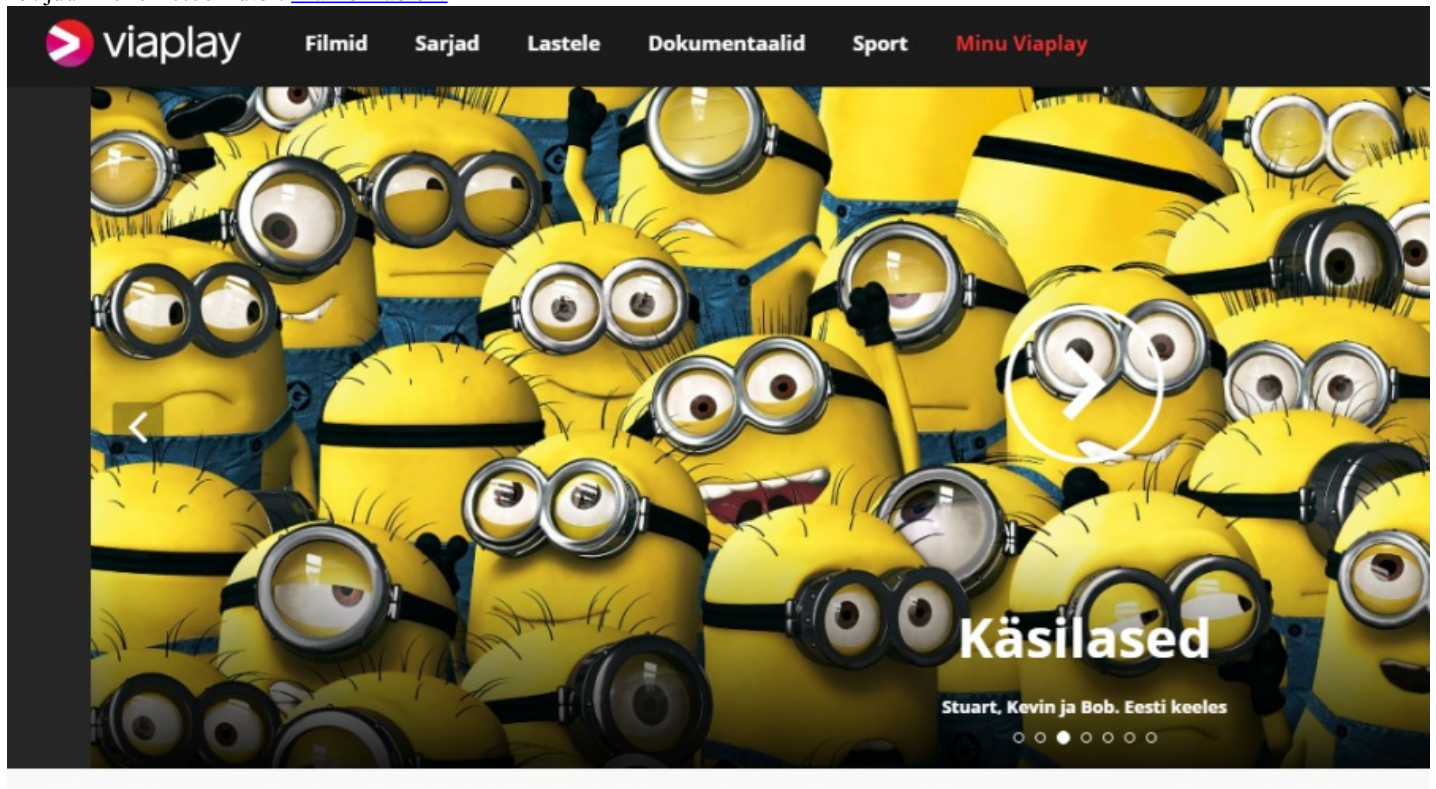 viaplay Filmid Sarjad Lastele Dokumentaalid Sport Minu Viaplay
Käsilased
Stuart, Kevin ja Bob. Eesti keeles